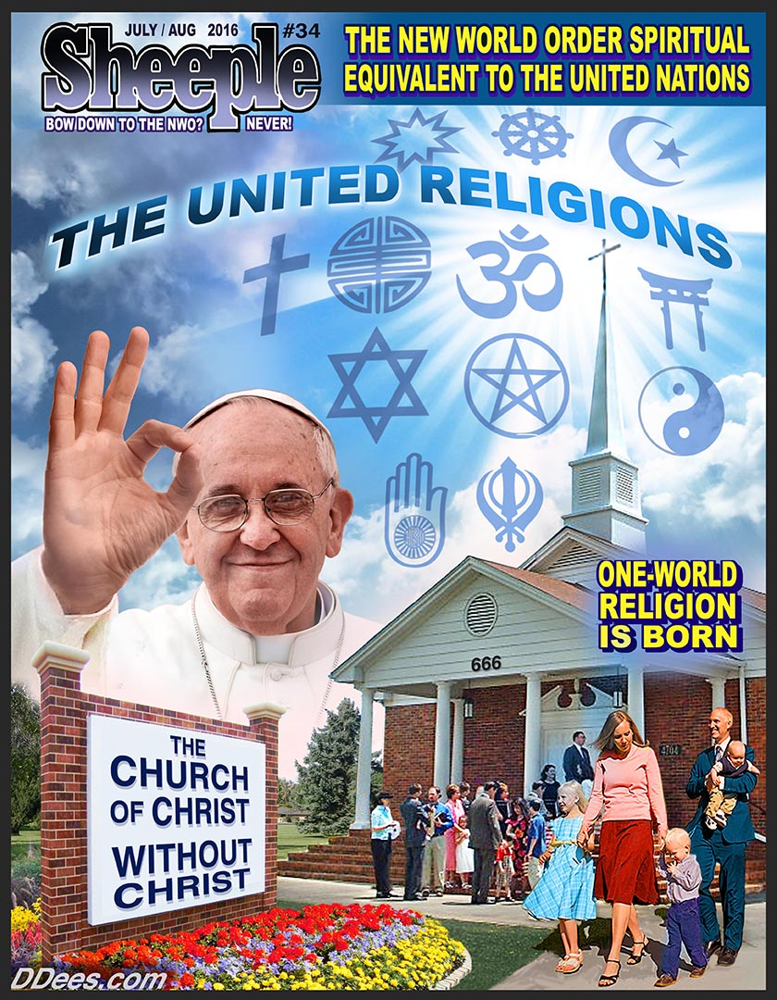 JULY / AUG 2016 #34
Sheeple
BOW DOWN TO THE NWO? NEVER!
THE NEW WORLD ORDER SPIRITUAL
EQUIVALENT TO THE UNITED NATIONS
THE UNITED RELIGIONS
ONE-WORLD
RELIGION
IS BORN
666
4704
THE
CHURCH
OF CHRIST
WITHOUT
CHRIST
DDees.com